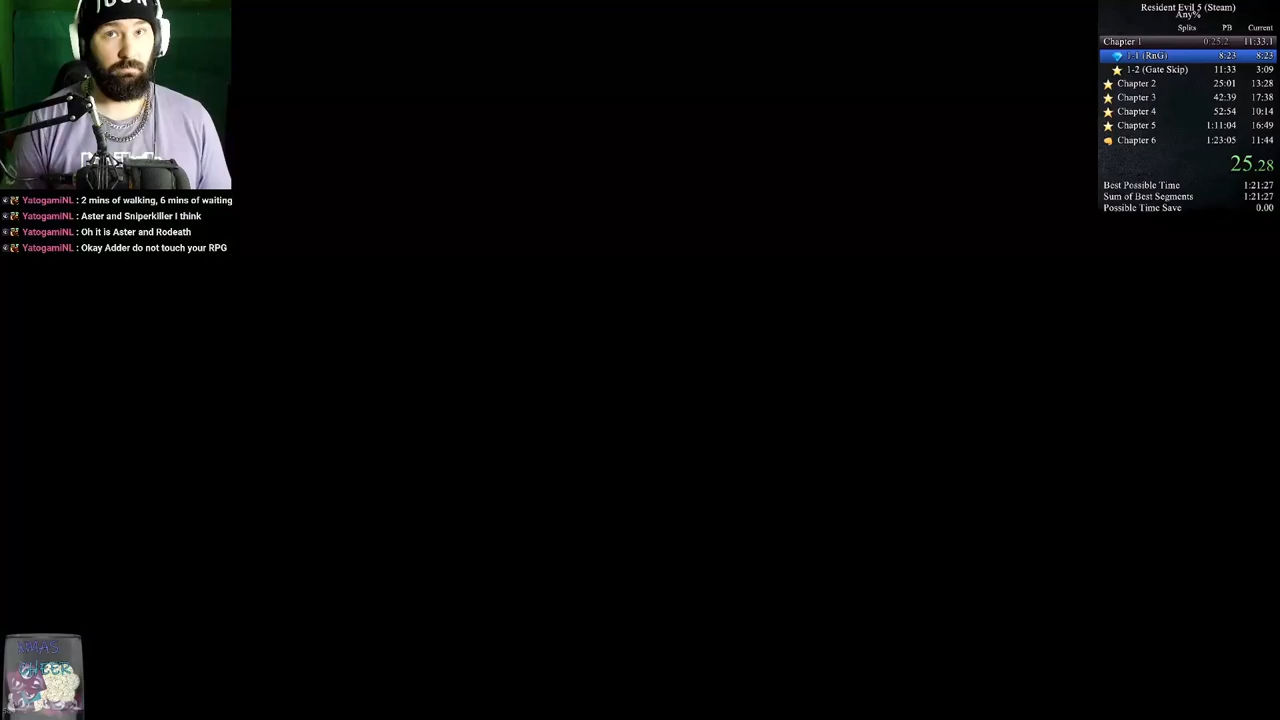 YatogamiNL : 2 mins of walking, 6 mins of waiting
YatogamiNL : Aster and Sniperkiller I think
YatogamiNL : Oh it is Aster and Rodeath
YatogamiNL : Okay Adder do not touch your RPG
XMAS
CHEER
Resident Evil 5 (Steam)
Any%
Splits PB Current
Chapter 1 0:25.2 11:33.1
1-1 (RnG) 8:23 8:23
1-2 (Gate Skip) 11:33 3:09
Chapter 2 25:01 13:28
Chapter 3 42:39 17:38
Chapter 4 52:54 10:14
Chapter 5 1:11:04 16:49
Chapter 6 1:23:05 11:44
25.28
Best Possible Time 1:21:27
Sum of Best Segments 1:21:27
Possible Time Save 0.00